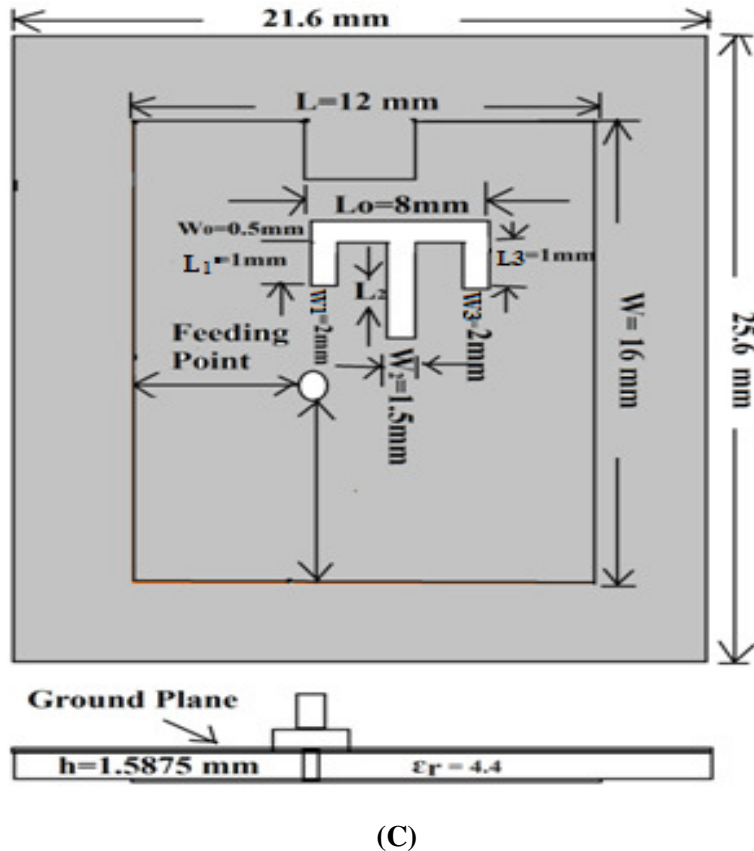 21.6 mm
L=12 mm
Lo=8mm
Wo=0.5mm
L1=1mm
L2
L3=1mm
W1=2mm
W3=2mm
W2=1.5mm
W= 16 mm
25.6 mm
Feeding
Point
Ground Plane
h=1.5875 mm
εr = 4.4
(C)